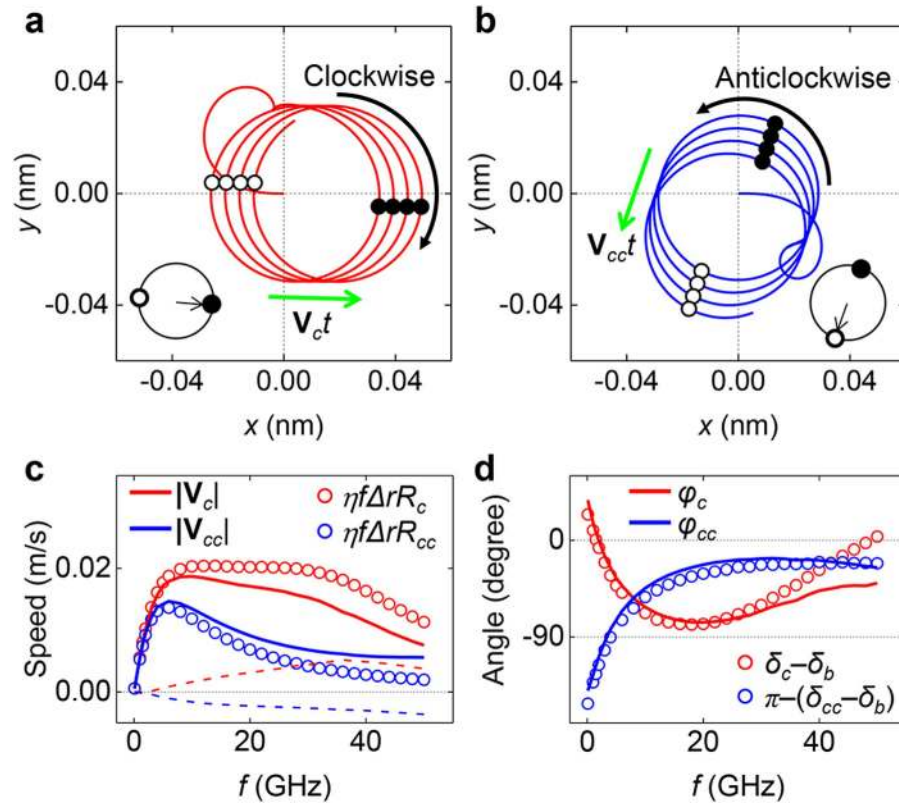 a
0.04
0.00
-0.04
y (nm)
Clockwise
V_c t
-0.04 0.00 0.04
x (nm)
b
0.04
0.00
-0.04
y (nm)
Anticlockwise
V_cc t
-0.04 0.00 0.04
x (nm)
c
|V_c|
|V_cc|
ηfΔrR_c
ηfΔrR_cc
0.02
0.00
Speed (m/s)
0 20 40
f (GHz)
d
φ_c
φ_cc
0
-90
Angle (degree)
δ_c–δ_b
π–(δ_cc–δ_b)
0 20 40
f (GHz)